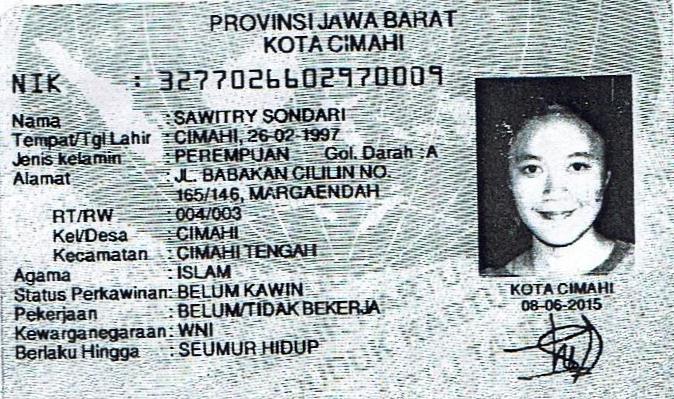 PROVINSI JAWA BARAT
KOTA CIMAHI
NIK : 3277026602970009
Nama : SAWITRY SONDARI
Tempat/Tgl Lahir : CIMAHI, 26-02-1997
Jenis kelamin : PEREMPUAN Gol. Darah : A
Alamat : JL. BABAKAN CILILIN NO.
165/146, MARGAENDAH
RT/RW : 004/003
Kel/Desa : CIMAHI
Kecamatan : CIMAHI TENGAH
Agama : ISLAM
Status Perkawinan: BELUM KAWIN
Pekerjaan : BELUM/TIDAK BEKERJA
Kewarganegaraan: WNI
Berlaku Hingga : SEUMUR HIDUP
KOTA CIMAHI
08-06-2015